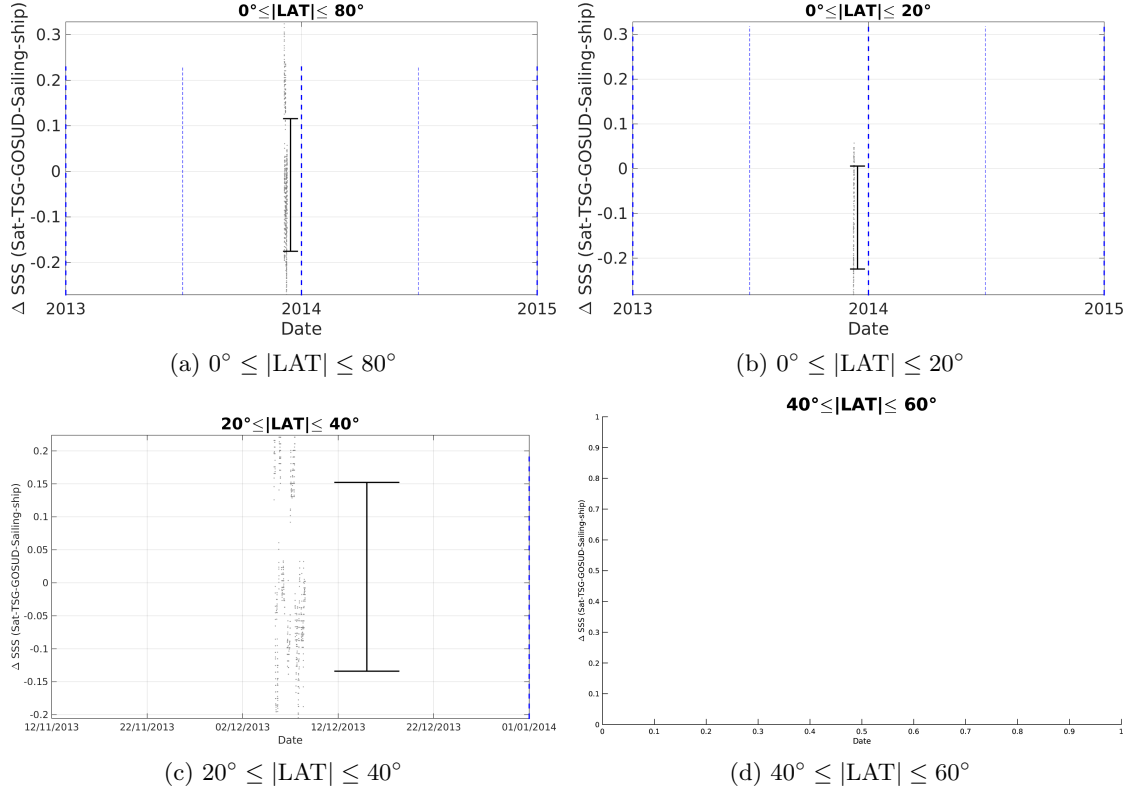 0°≤|LAT|≤ 80°
Δ SSS (Sat-TSG-GOSUD-Sailing-ship)
0.3
0.2
0.1
0
-0.1
-0.2
2013 2014 2015
Date
(a) 0° ≤ |LAT| ≤ 80°
0°≤|LAT|≤ 20°
Δ SSS (Sat-TSG-GOSUD-Sailing-ship)
0.3
0.2
0.1
0
-0.1
-0.2
2013 2014 2015
Date
(b) 0° ≤ |LAT| ≤ 20°
20°≤|LAT|≤ 40°
Δ SSS (Sat-TSG-GOSUD-Sailing-ship)
0.2
0.15
0.1
0.05
0
-0.05
-0.1
-0.15
-0.2
12/11/2013 22/11/2013 02/12/2013 12/12/2013 22/12/2013 01/01/2014
Date
(c) 20° ≤ |LAT| ≤ 40°
40°≤|LAT|≤ 60°
Δ SSS (Sat-TSG-GOSUD-Sailing-ship)
1
0.9
0.8
0.7
0.6
0.5
0.4
0.3
0.2
0.1
0
0 0.1 0.2 0.3 0.4 0.5 0.6 0.7 0.8 0.9 1
Date
(d) 40° ≤ |LAT| ≤ 60°